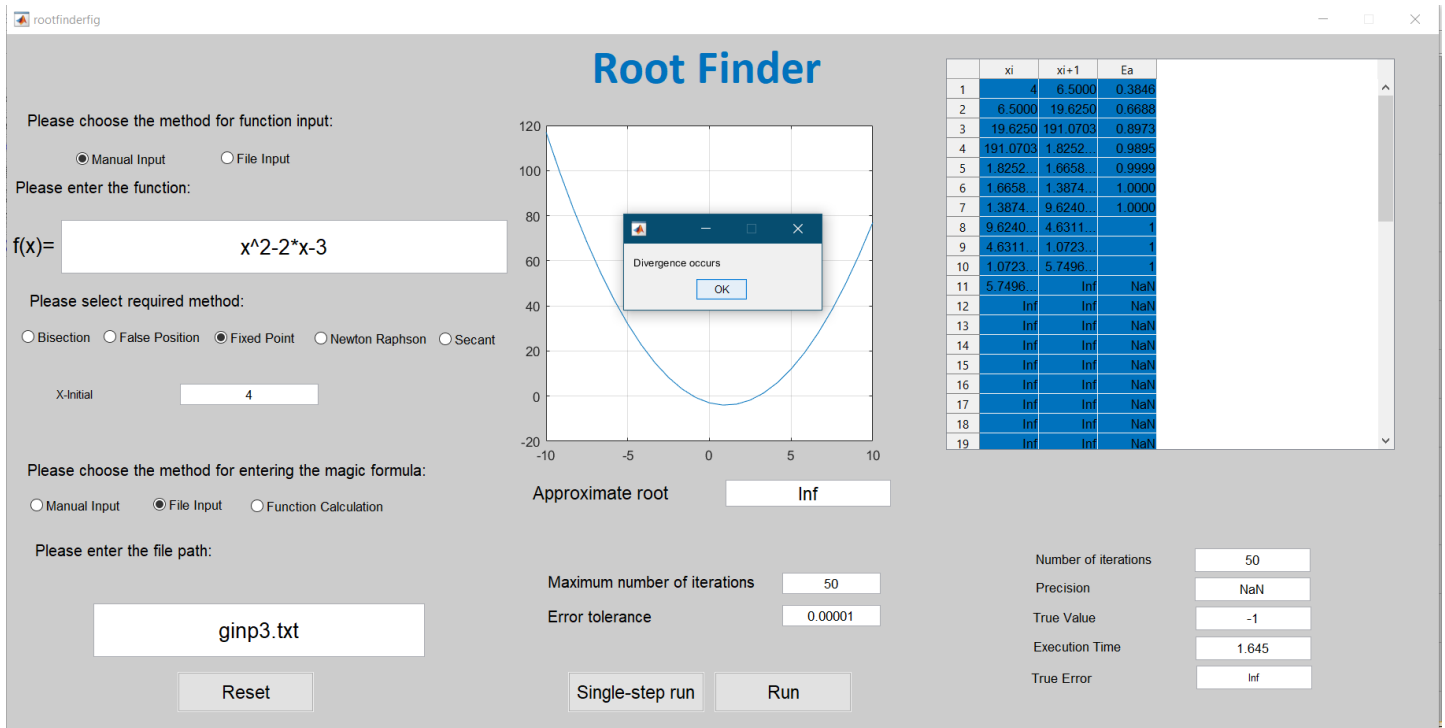 rootfinderfig
Root Finder
Please choose the method for function input:
Manual Input File Input
Please enter the function:
f(x)= x^2-2*x-3
Please select required method:
Bisection False Position Fixed Point Newton Raphson Secant
X-Initial 4
Please choose the method for entering the magic formula:
Manual Input File Input Function Calculation
Please enter the file path:
ginp3.txt
Reset
120
100
80
60
40
20
0
-20
-10 -5 0 5 10
Divergence occurs
OK
Approximate root Inf
Maximum number of iterations 50
Error tolerance 0.00001
Single-step run Run
xi xi+1 Ea
1 4 6.5000 0.3846
2 6.5000 19.6250 0.6688
3 19.6250 191.0703 0.8973
4 191.0703 1.8252... 0.9895
5 1.8252... 1.6658... 0.9999
6 1.6658... 1.3874... 1.0000
7 1.3874... 9.6240... 1.0000
8 9.6240... 4.6311... 1
9 4.6311... 1.0723... 1
10 1.0723... 5.7496... 1
11 5.7496... Inf NaN
12 Inf Inf NaN
13 Inf Inf NaN
14 Inf Inf NaN
15 Inf Inf NaN
16 Inf Inf NaN
17 Inf Inf NaN
18 Inf Inf NaN
19 Inf Inf NaN
Number of iterations 50
Precision NaN
True Value -1
Execution Time 1.645
True Error Inf